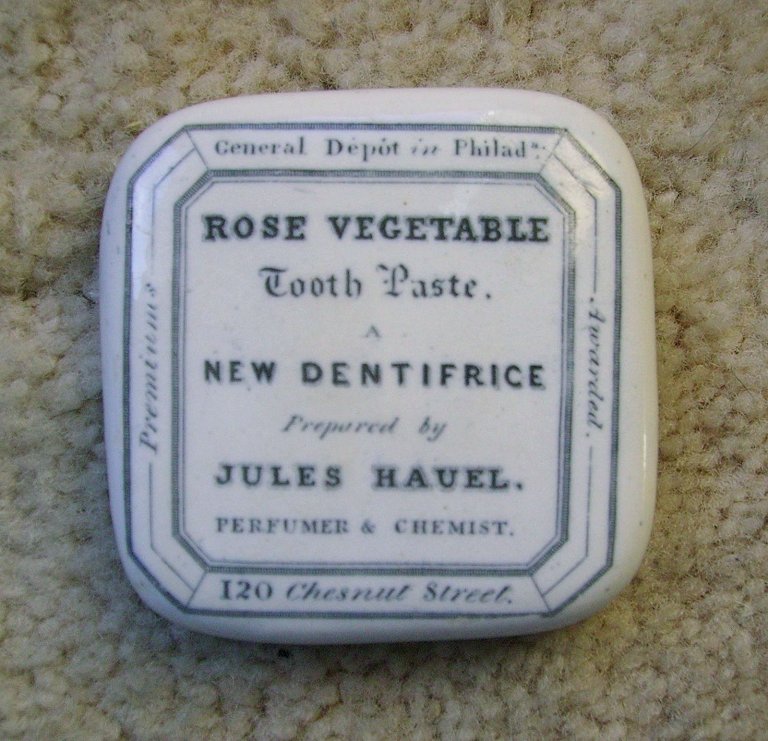 General Depôt in Philadª:
ROSE VEGETABLE
Tooth Paste.
A
NEW DENTIFRICE
Prepared by
JULES HAUEL.
PERFUMER & CHEMIST.
120 Chesnut Street.
Premiums
Awarded.